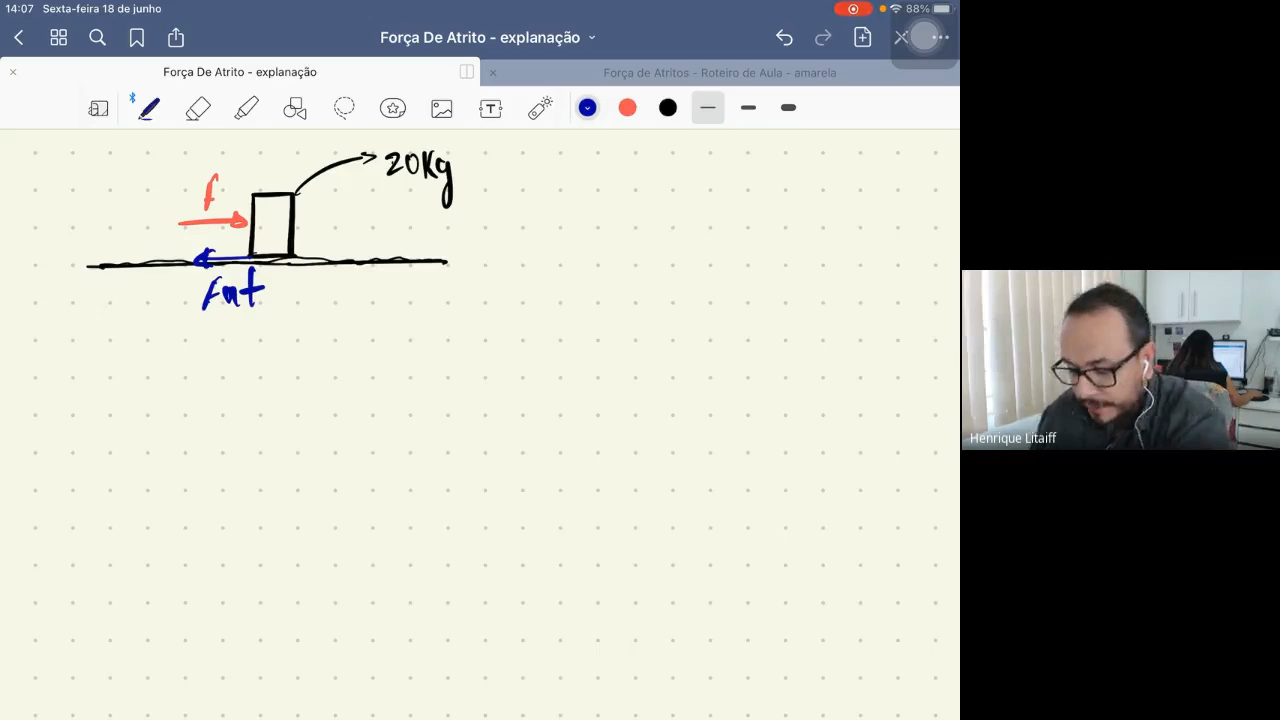 14:07 Sexta-feira 18 de junho 88%
Força De Atrito - explanação
Força De Atrito - explanação
Força de Atritos - Roteiro de Aula - amarela
T
20Kg
F
Fat
Henrique Litaiff